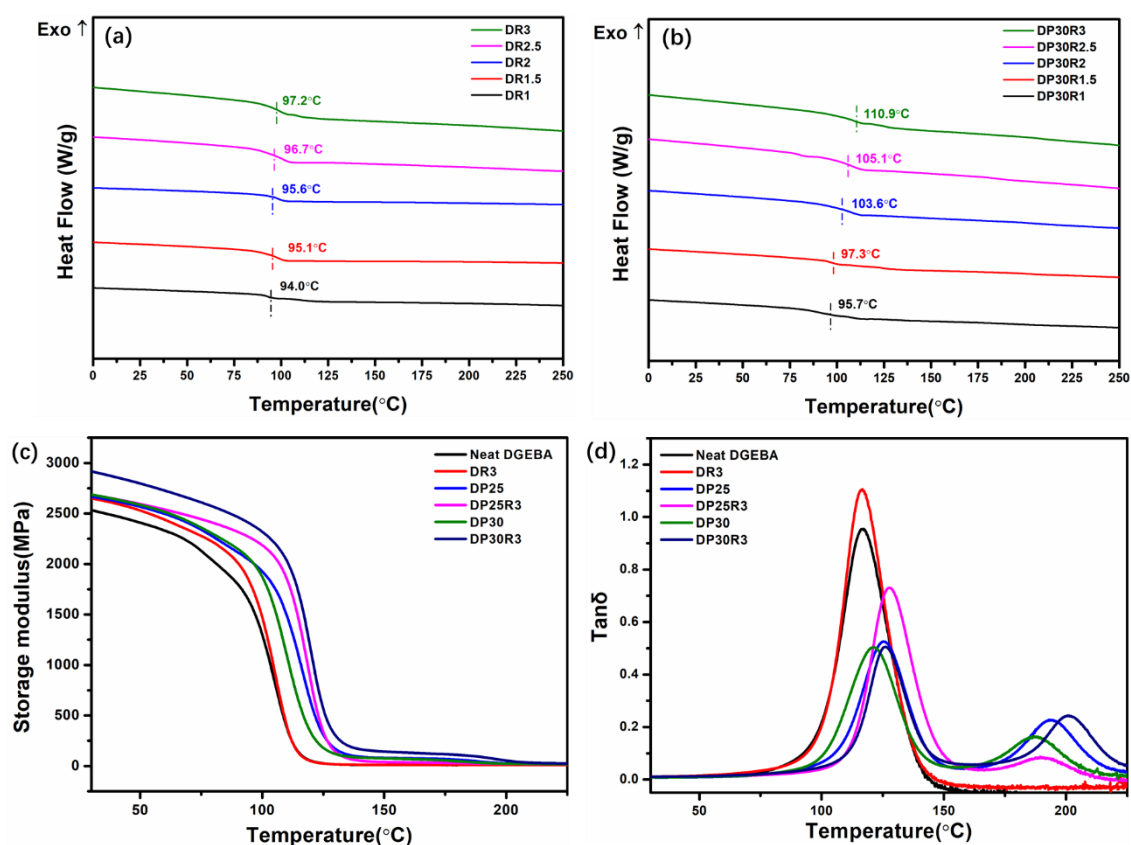 Exo ↑
(a)
DR3
DR2.5
DR2
DR1.5
DR1
97.2°C
96.7°C
95.6°C
95.1°C
94.0°C
Heat Flow (W/g)
0 25 50 75 100 125 150 175 200 225 250
Temperature(°C)
Exo ↑
(b)
DP30R3
DP30R2.5
DP30R2
DP30R1.5
DP30R1
110.9°C
105.1°C
103.6°C
97.3°C
95.7°C
Heat Flow (W/g)
0 25 50 75 100 125 150 175 200 225 250
Temperature(°C)
(c)
Neat DGEBA
DR3
DP25
DP25R3
DP30
DP30R3
3000
2500
2000
1500
1000
500
0
Storage modulus(MPa)
50 100 150 200
Temperature(°C)
(d)
Neat DGEBA
DR3
DP25
DP25R3
DP30
DP30R3
1.2
1.0
0.8
0.6
0.4
0.2
0.0
Tanδ
50 100 150 200
Temperature(°C)